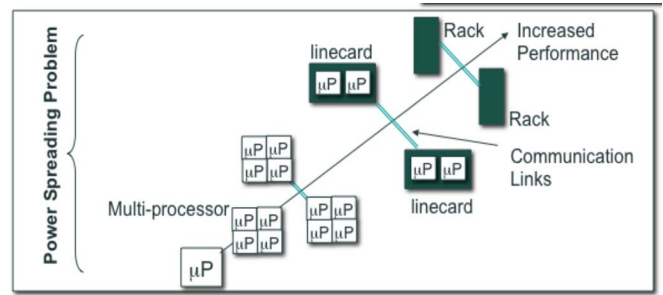 Power Spreading Problem
Rack
Increased
Performance
linecard
μP μP
Rack
μP μP
μP μP
Communication
Links
μP μP
linecard
Multi-processor
μP μP
μP μP
μP μP
μP μP
μP